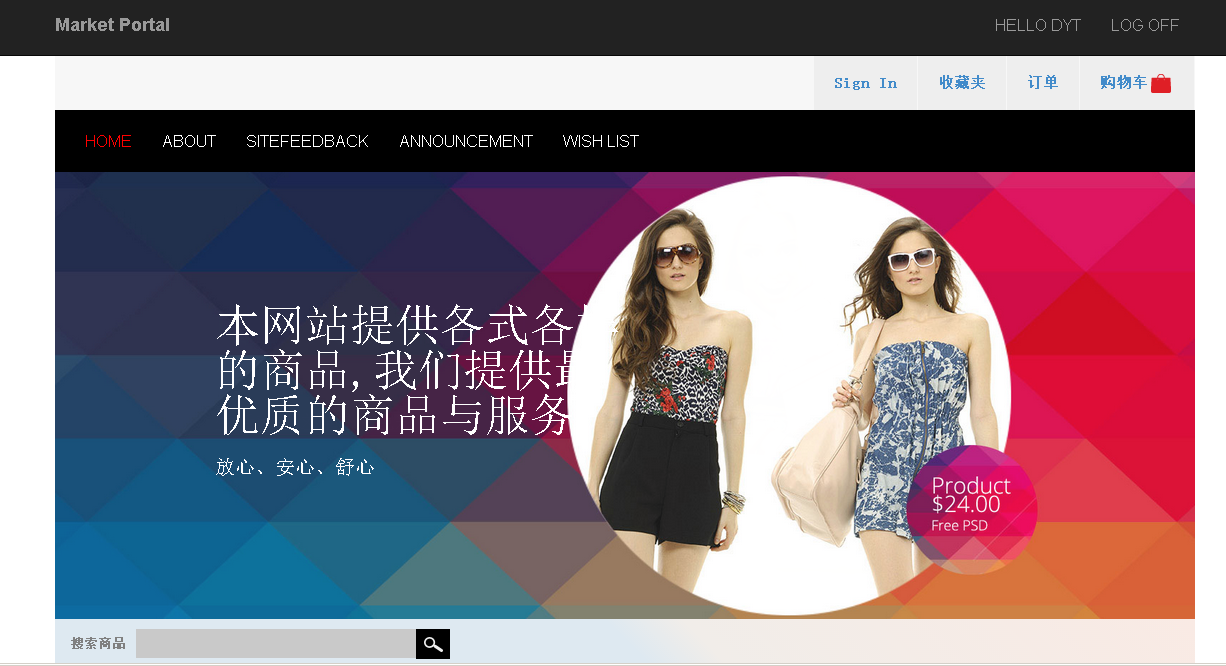 Market Portal
HELLO DYT
LOG OFF
Sign In
收藏夹
订单
购物车
HOME
ABOUT
SITEFEEDBACK
ANNOUNCEMENT
WISH LIST
本网站提供各式各
的商品,我们提供
优质的商品与服务
放心、安心、舒心
Product
$24.00
Free PSD
搜索商品